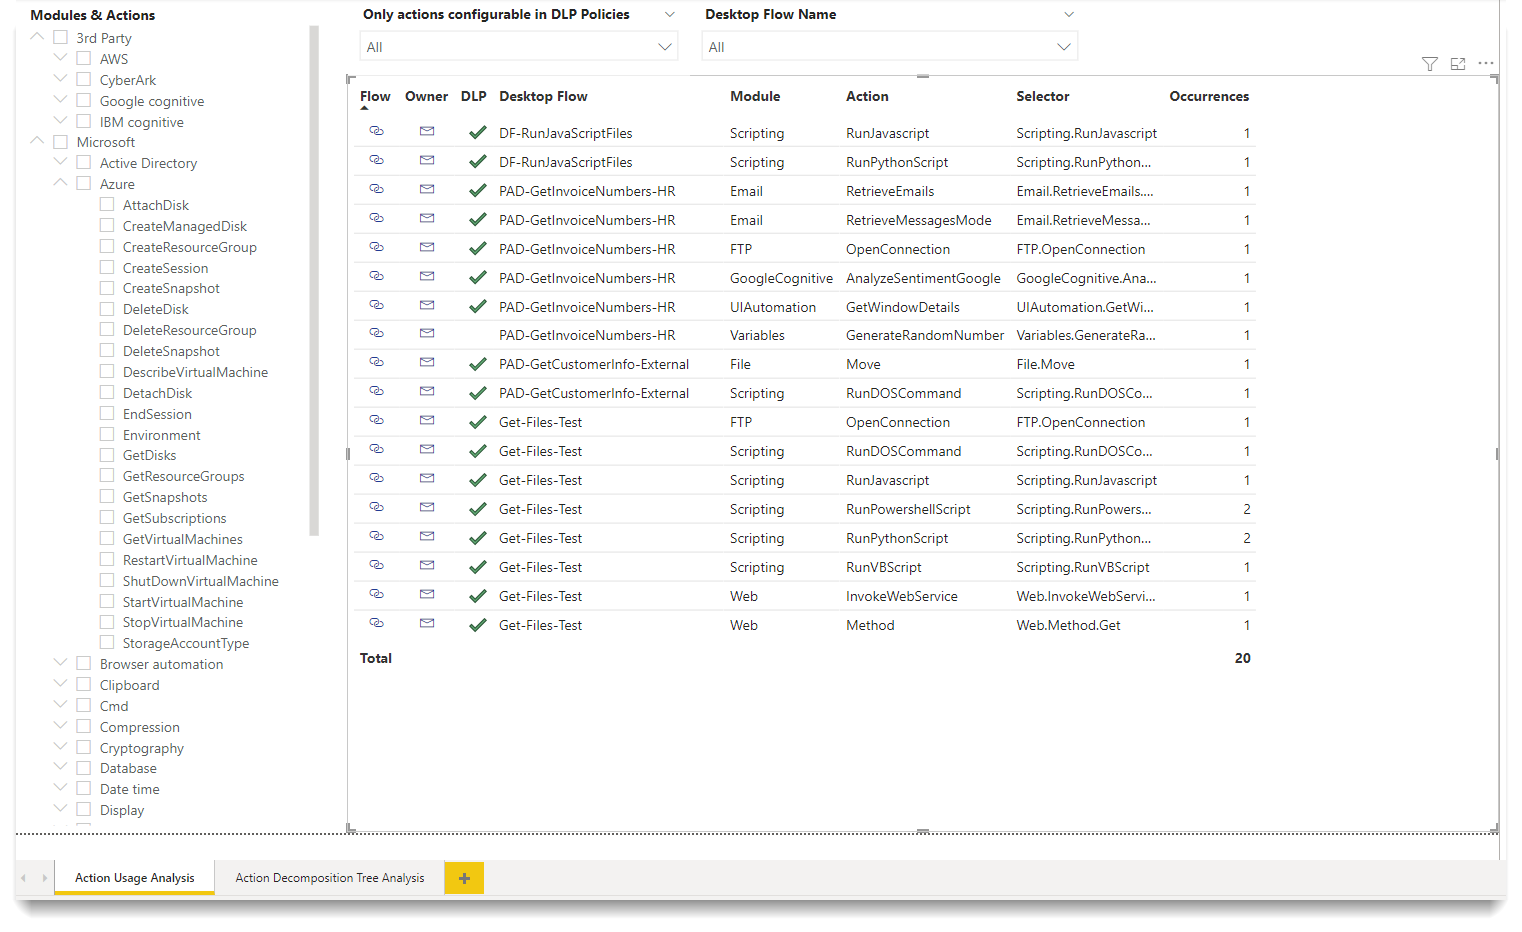 Modules & Actions
3rd Party
AWS
CyberArk
Google cognitive
IBM cognitive
Microsoft
Active Directory
Azure
AttachDisk
CreateManagedDisk
CreateResourceGroup
CreateSession
CreateSnapshot
DeleteDisk
DeleteResourceGroup
DeleteSnapshot
DescribeVirtualMachine
DetachDisk
EndSession
Environment
GetDisks
GetResourceGroups
GetSnapshots
GetSubscriptions
GetVirtualMachines
RestartVirtualMachine
ShutDownVirtualMachine
StartVirtualMachine
StopVirtualMachine
StorageAccountType
Browser automation
Clipboard
Cmd
Compression
Cryptography
Database
Date time
Display
Only actions configurable in DLP Policies
All
Desktop Flow Name
All
Flow Owner DLP Desktop Flow Module Action Selector Occurrences
DF-RunJavaScriptFiles Scripting RunJavascript Scripting.RunJavascript 1
DF-RunJavaScriptFiles Scripting RunPythonScript Scripting.RunPython... 1
PAD-GetInvoiceNumbers-HR Email RetrieveEmails Email.RetrieveEmails.... 1
PAD-GetInvoiceNumbers-HR Email RetrieveMessagesMode Email.RetrieveMessa... 1
PAD-GetInvoiceNumbers-HR FTP OpenConnection FTP.OpenConnection 1
PAD-GetInvoiceNumbers-HR GoogleCognitive AnalyzeSentimentGoogle GoogleCognitive.Ana... 1
PAD-GetInvoiceNumbers-HR UIAutomation GetWindowDetails UIAutomation.GetWi... 1
PAD-GetInvoiceNumbers-HR Variables GenerateRandomNumber Variables.GenerateRa... 1
PAD-GetCustomerInfo-External File Move File.Move 1
PAD-GetCustomerInfo-External Scripting RunDOSCommand Scripting.RunDOSCo... 1
Get-Files-Test FTP OpenConnection FTP.OpenConnection 1
Get-Files-Test Scripting RunDOSCommand Scripting.RunDOSCo... 1
Get-Files-Test Scripting RunJavascript Scripting.RunJavascript 1
Get-Files-Test Scripting RunPowershellScript Scripting.RunPowers... 2
Get-Files-Test Scripting RunPythonScript Scripting.RunPython... 2
Get-Files-Test Scripting RunVBScript Scripting.RunVBScript 1
Get-Files-Test Web InvokeWebService Web.InvokeWebServi... 1
Get-Files-Test Web Method Web.Method.Get 1
Total 20
Action Usage Analysis
Action Decomposition Tree Analysis